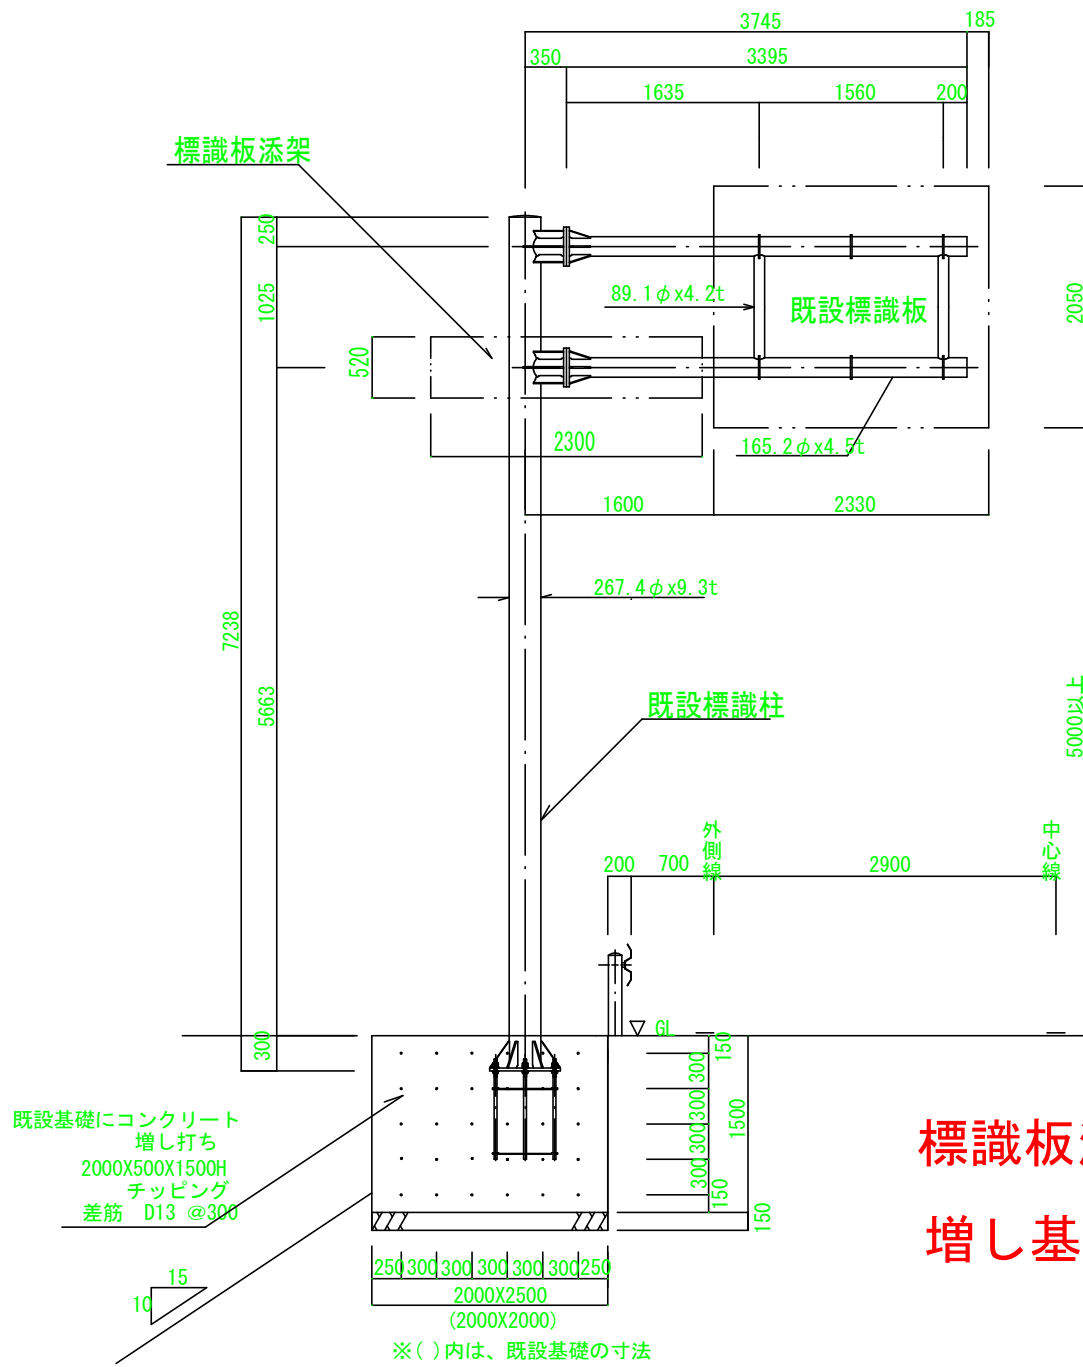 3745
185
350
3395
1635
1560
200
標識板添架
250
1025
520
89.1φx4.2t
既設標識板
2050
2300
165.2φx4.5t
1600
2330
267.4φx9.3t
7238
5663
既設標識柱
5000以上
外側線
中心線
200
700
2900
GL
300
150
300
300
300
300
150
1500
150
既設基礎にコンクリート
増し打ち
2000X500X1500H
チッピング
差筋 D13 @300
標識板
増し基
15
10
250
300
300
300
300
300
250
2000X2500
(2000X2000)
※( )内は、既設基礎の寸法